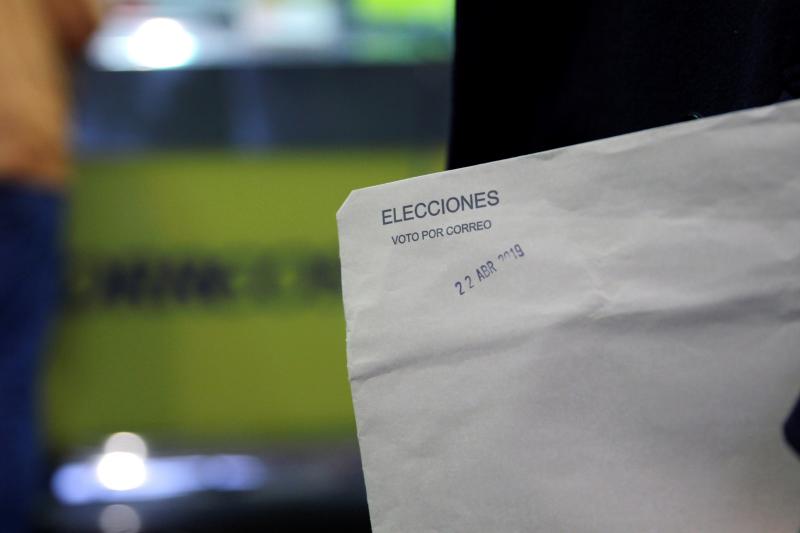 ELECCIONES
VOTO POR CORREO
22 ABR 2019